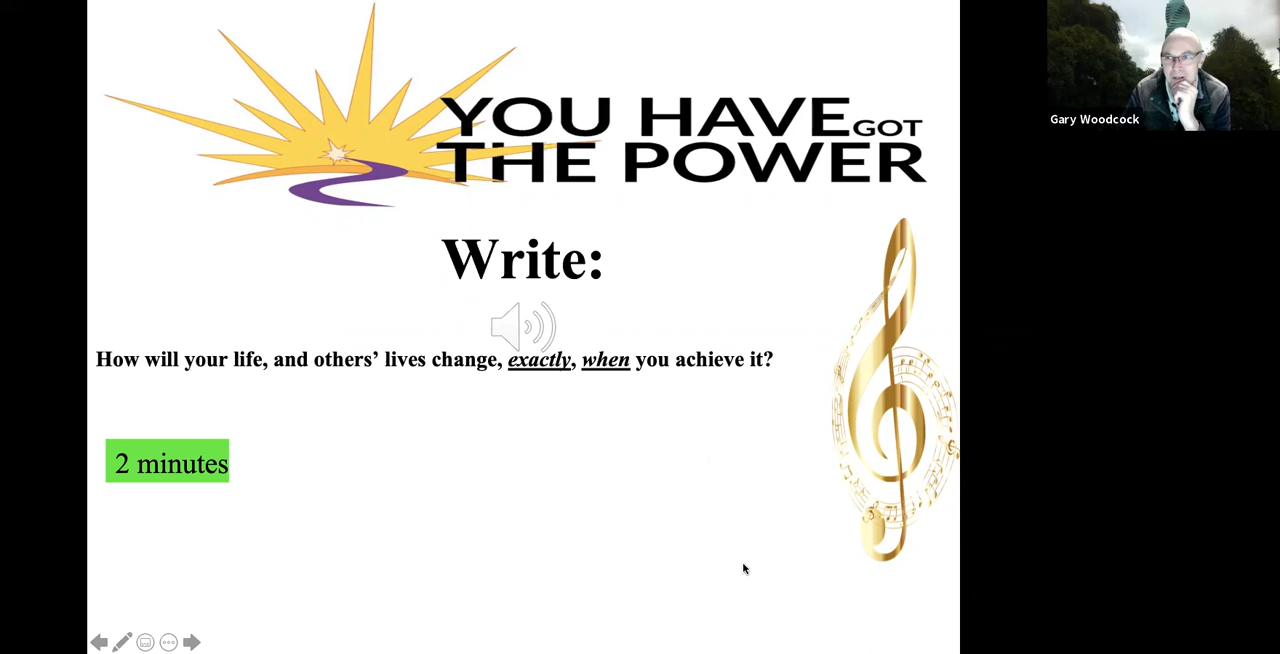 YOU HAVE GOT
THE POWER
Gary Woodcock
Write:
How will your life, and others’ lives change, exactly, when you achieve it?
2 minutes